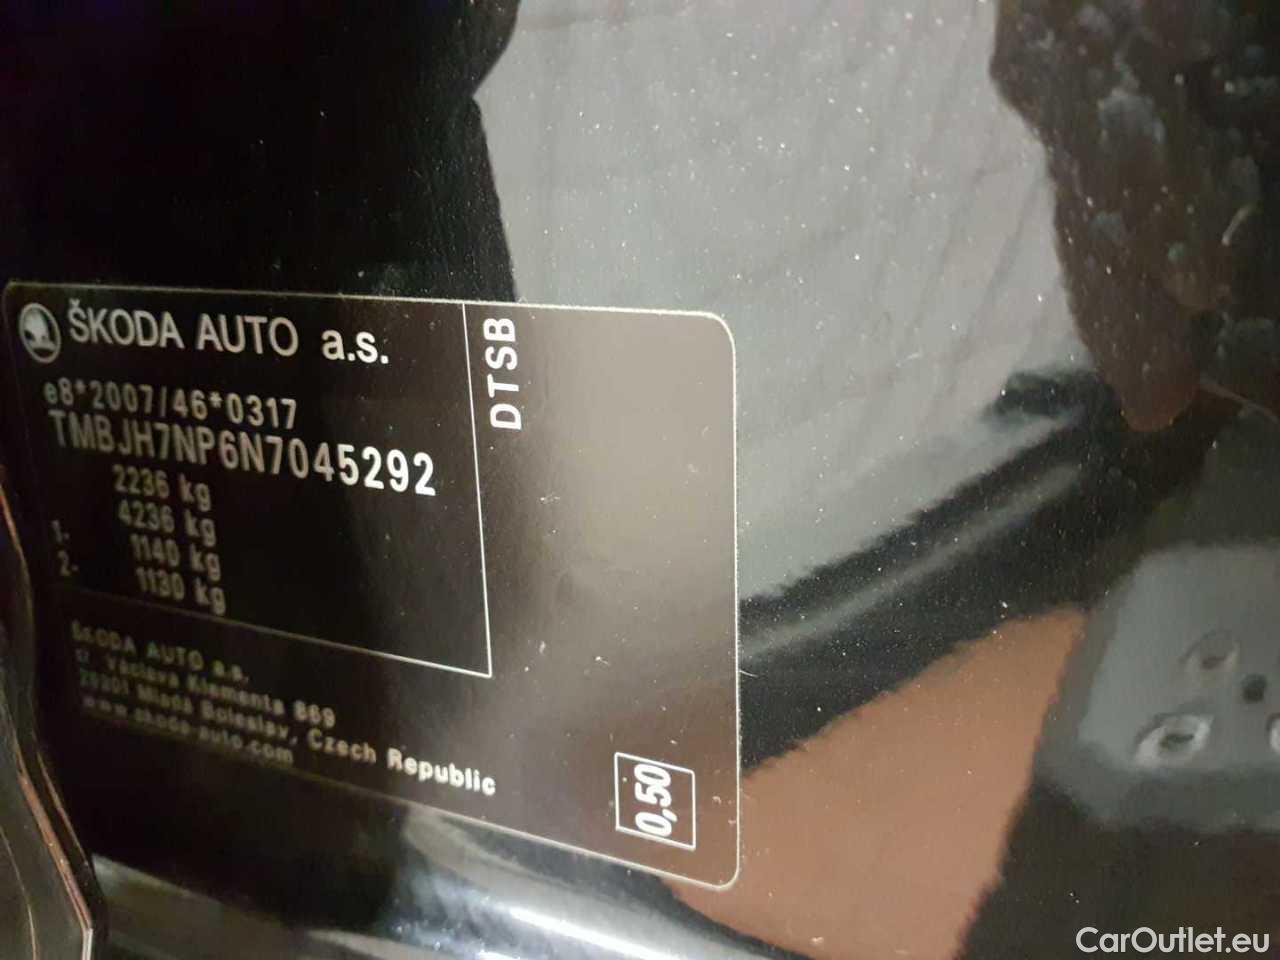 ŠKODA AUTO a.s.
DTSB
e8*2007/46*0317
TMBJH7NP6N7045292
2236 kg
4236 kg
1- 1140 kg
2- 1130 kg
ŠKODA AUTO a.s.
tř. Václava Klementa 869
29301 Mladá Boleslav, Czech Republic
www.skoda-auto.com
0,50
CarOutlet.eu